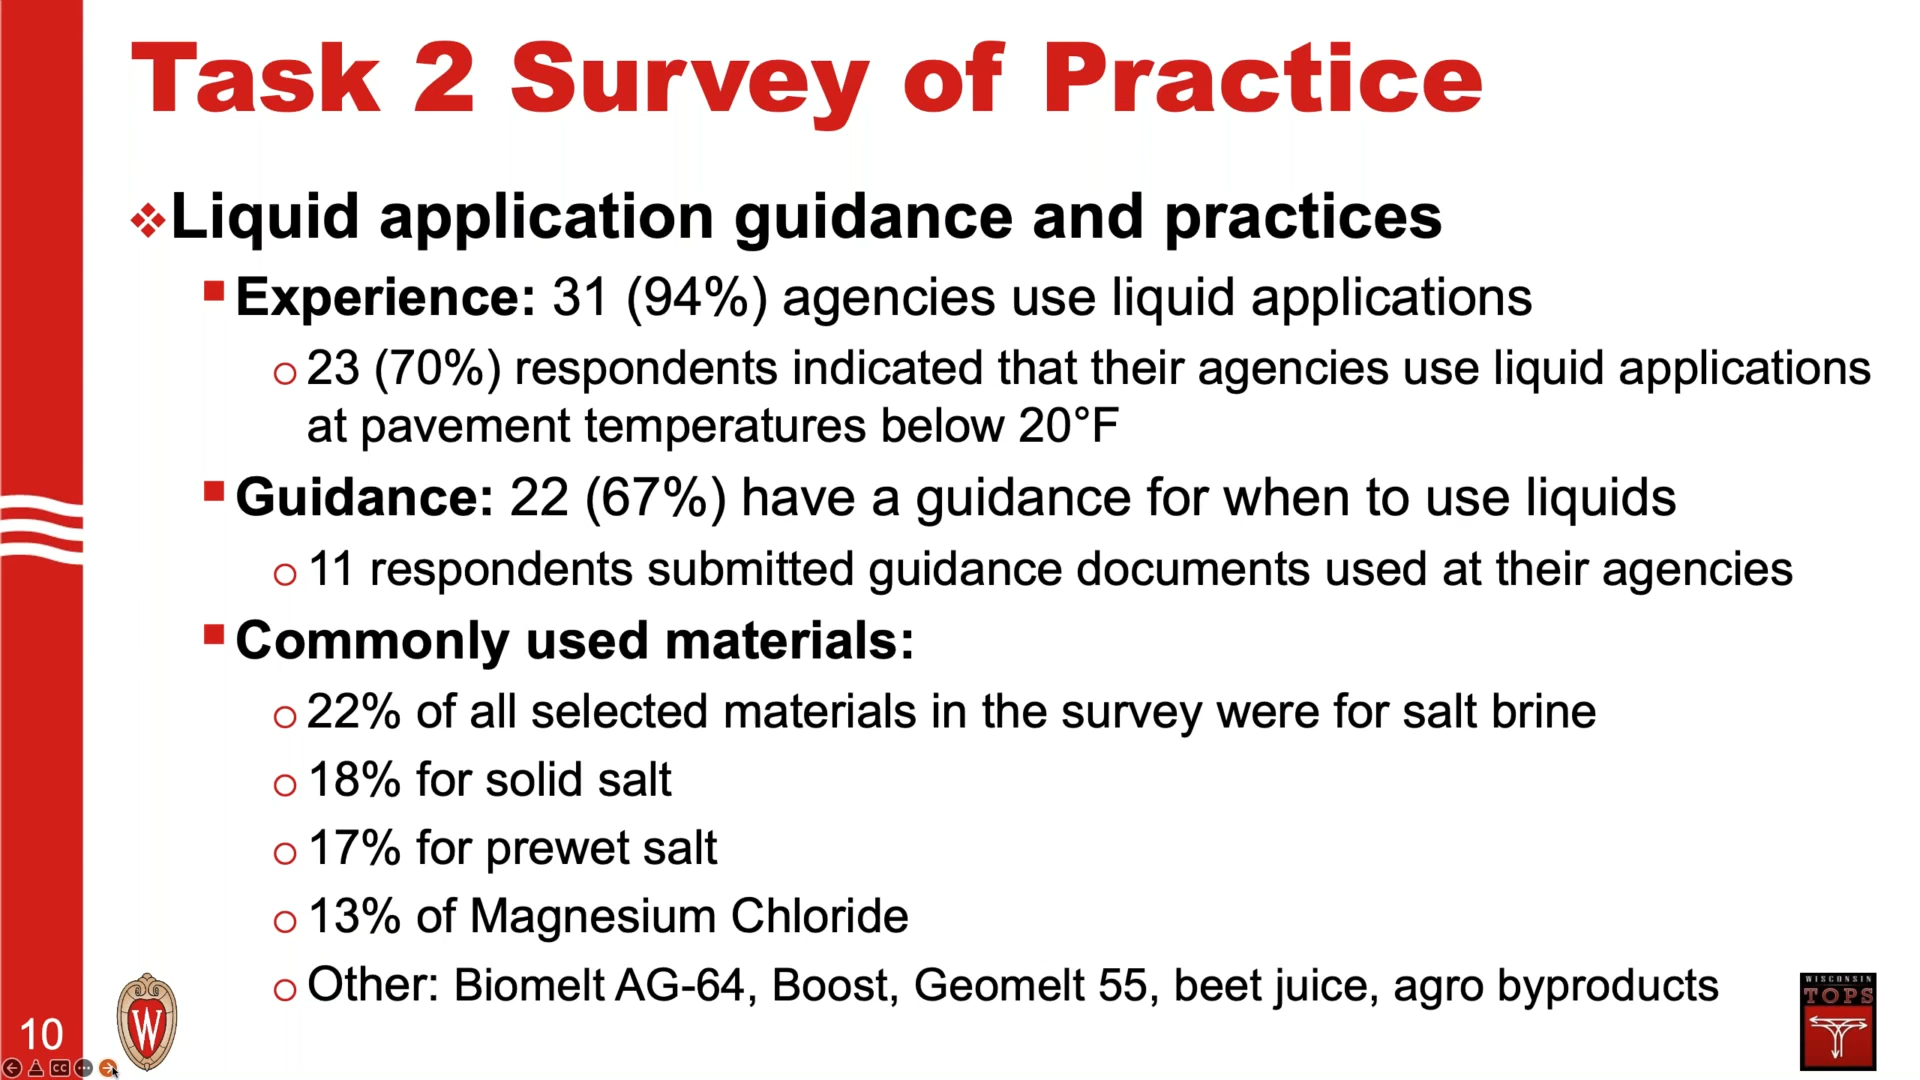 Task 2 Survey of Practice
❖Liquid application guidance and practices
▪Experience: 31 (94%) agencies use liquid applications
o 23 (70%) respondents indicated that their agencies use liquid applications
at pavement temperatures below 20°F
▪Guidance: 22 (67%) have a guidance for when to use liquids
o 11 respondents submitted guidance documents used at their agencies
▪Commonly used materials:
o 22% of all selected materials in the survey were for salt brine
o 18% for solid salt
o 17% for prewet salt
o 13% of Magnesium Chloride
o Other: Biomelt AG-64, Boost, Geomelt 55, beet juice, agro byproducts
10
W
WISCONSIN
TOPS
CC